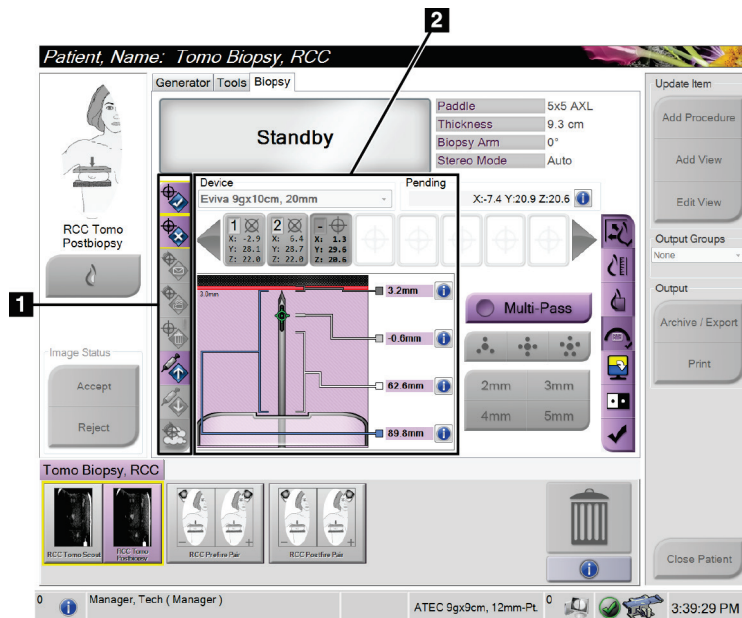 2
Patient, Name: Tomo Biopsy, RCC
Generator Tools Biopsy
Standby
Paddle 5x5 AXL
Thickness 9.3 cm
Biopsy Arm 0°
Stereo Mode Auto
Device Pending
Eviva 9gx10cm, 20mm X:-7.4 Y:20.9 Z:20.6
1 X: -2.9 Y: 28.1 Z: 22.0
2 X: 6.4 Y: 28.7 Z: 22.0
- X: 1.3 Y: 29.6 Z: 20.6
3.8mm
3.2mm
-0.6mm
62.6mm
89.8mm
Multi-Pass
2mm 3mm
4mm 5mm
1
RCC Tomo
Postbiopsy
Image Status
Accept
Reject
Update Item
Add Procedure
Add View
Edit View
Output Groups
None
Output
Archive / Export
Print
Close Patient
Tomo Biopsy, RCC
RCC Tomo Scout
RCC Tomo
Postbiopsy
RCC Prefire Pair
RCC Postfire Pair
0 Manager, Tech ( Manager ) ATEC 9gx9cm, 12mm-Pt. 0 3:39:29 PM